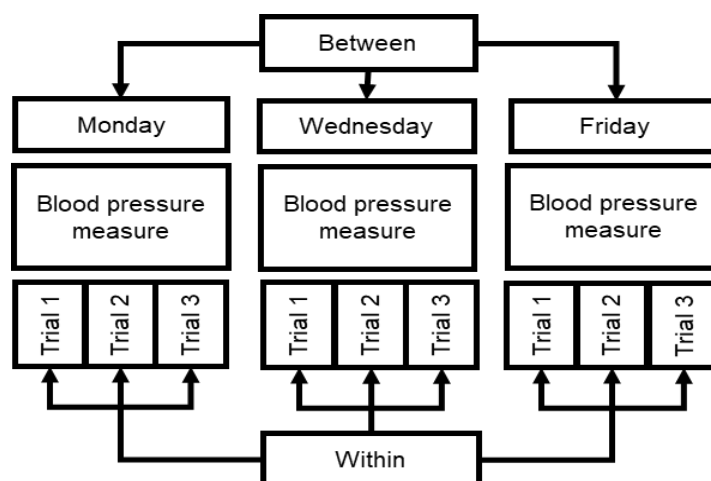 Between
Monday
Wednesday
Friday
Blood pressure
measure
Blood pressure
measure
Blood pressure
measure
Trial 1
Trial 2
Trial 3
Trial 1
Trial 2
Trial 3
Trial 1
Trial 2
Trial 3
Within